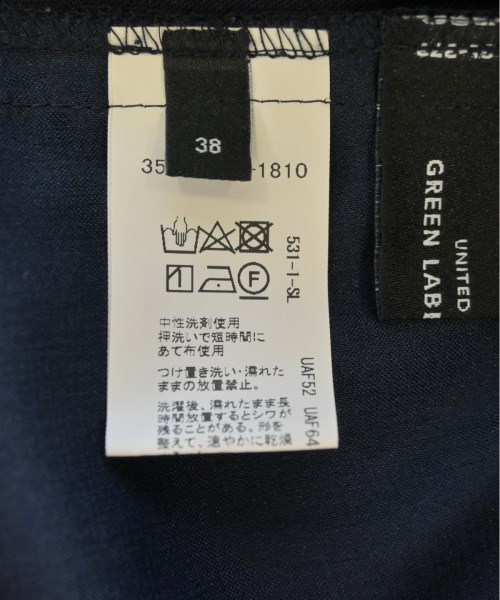 38
35
-1810
531-1-SL
F
中性洗剤使用
押洗いで短時間に
あて布使用
つけ置き洗い・濡れた
ままの放置禁止。
洗濯後、濡れたまま長
時間放置するとシワが
残ることがある。形を
整えて、速やかに乾燥
UAF52 UAF64
UNITED
GREEN LABE